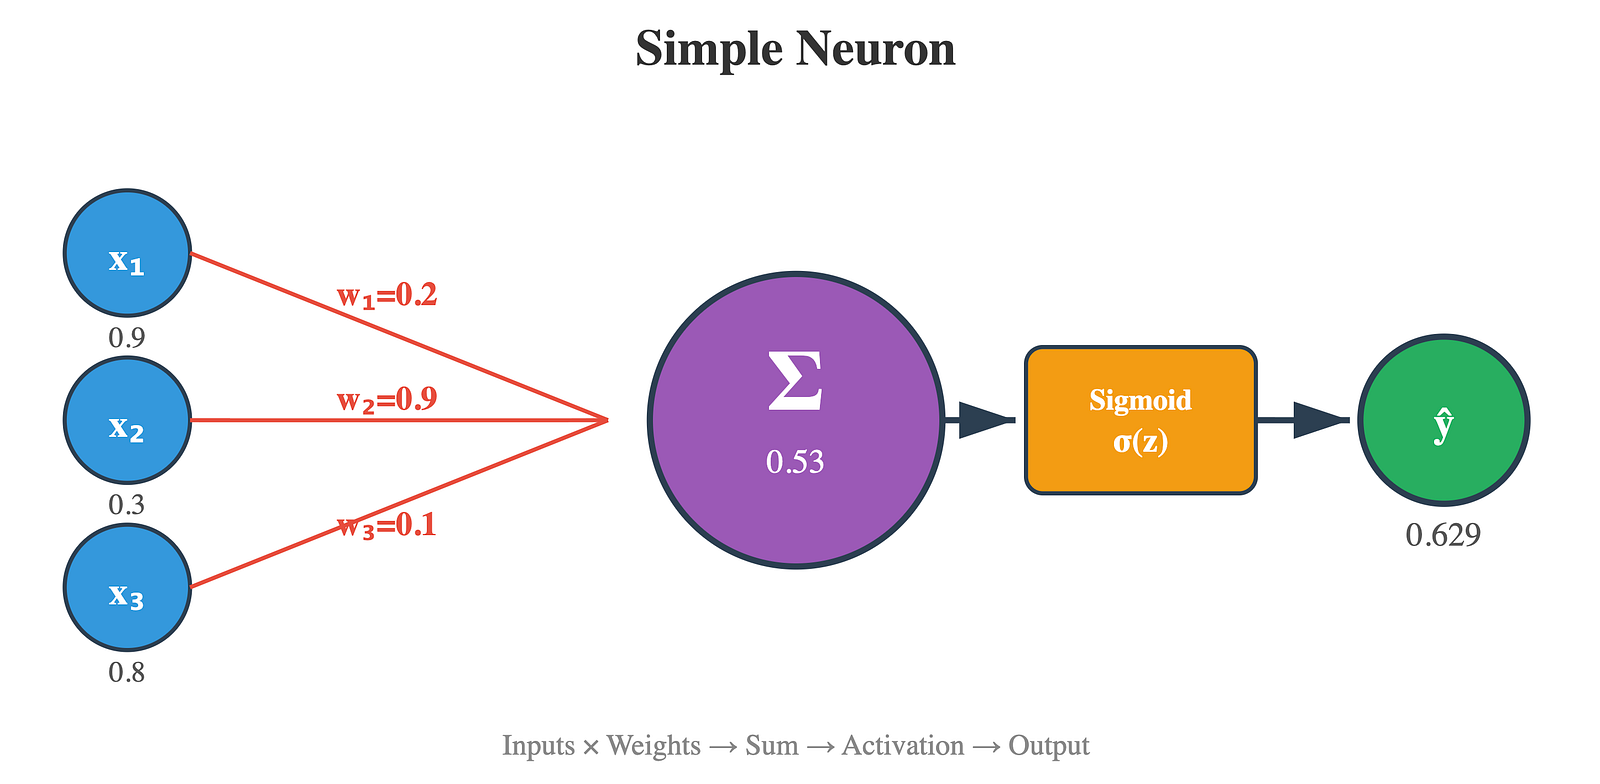 Simple Neuron
x₁
0.9
w₁=0.2
x₂
0.3
w₂=0.9
x₃
0.8
w₃=0.1
Σ
0.53
Sigmoid
σ(z)
ŷ
0.629
Inputs × Weights → Sum → Activation → Output